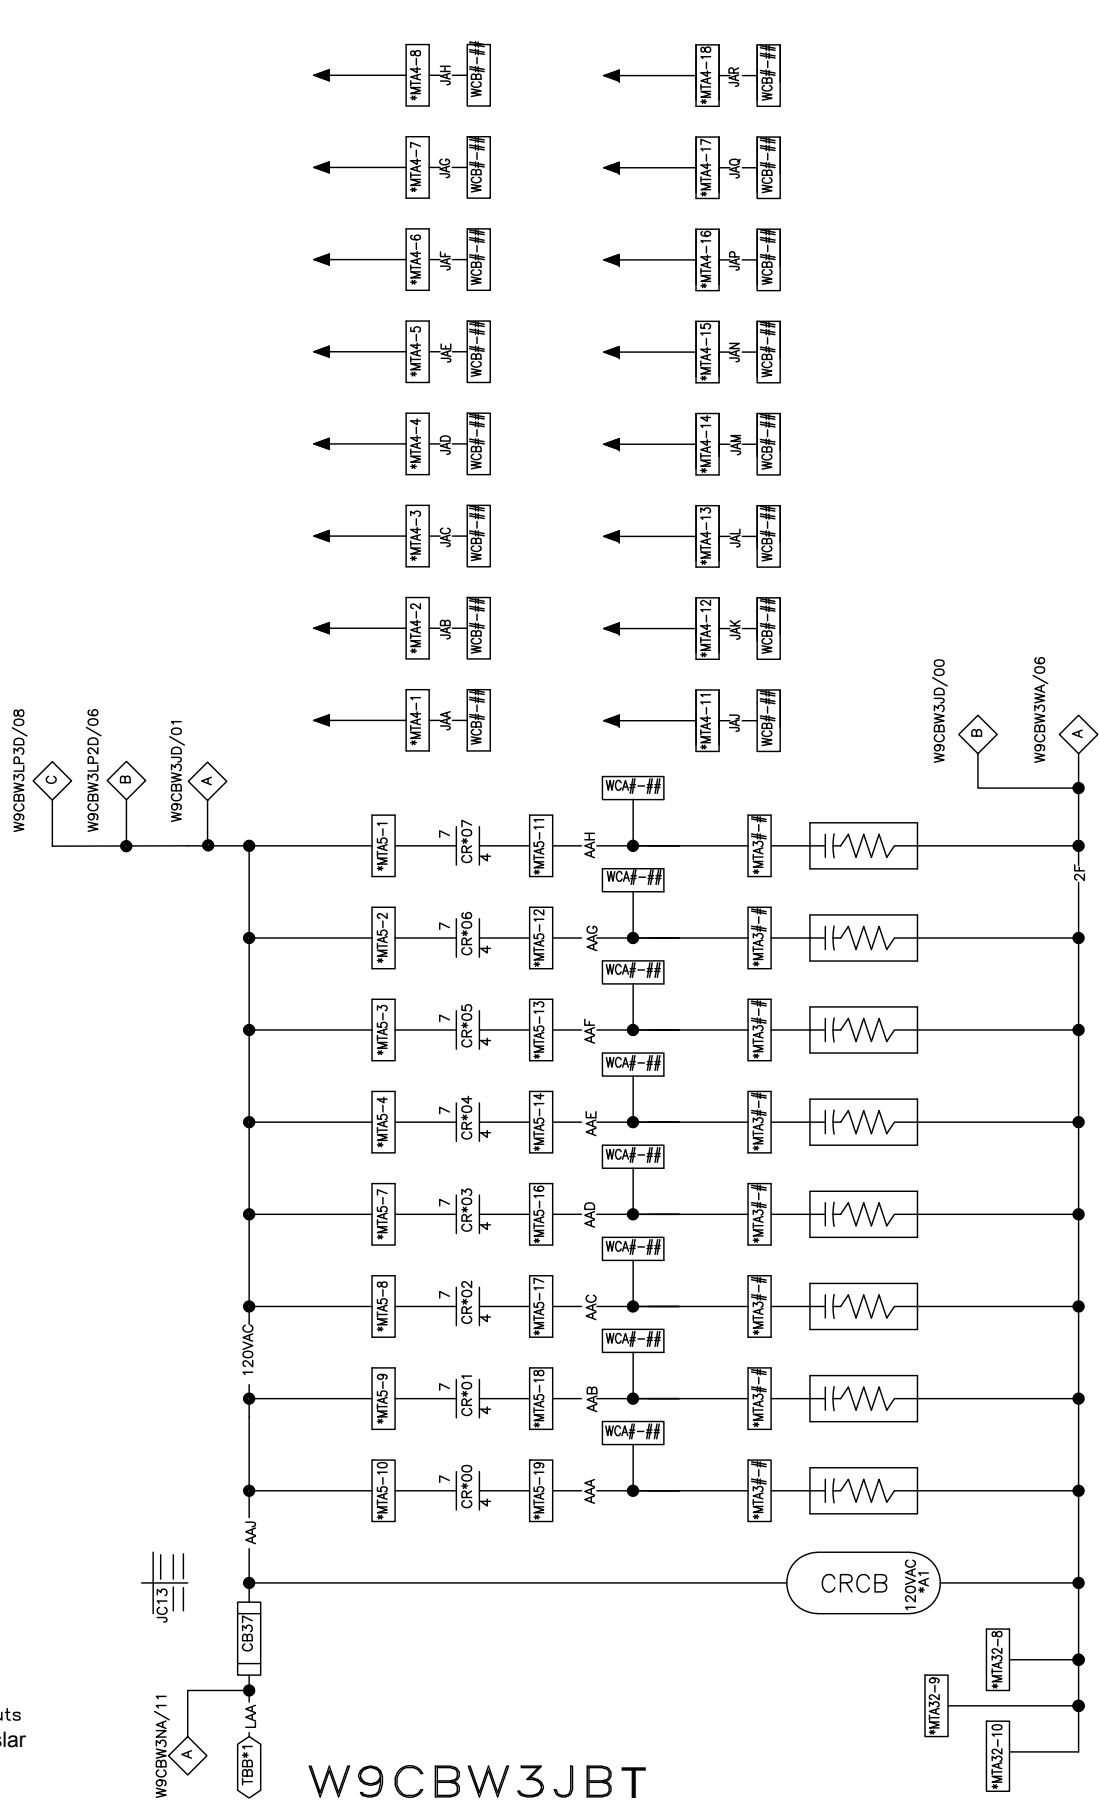 *MTA4-8
JAH
WCB#-##
*MTA4-18
JAR
WCB#-##
*MTA4-7
JAG
WCB#-##
*MTA4-17
JAQ
WCB#-##
*MTA4-6
JAF
WCB#-##
*MTA4-16
JAP
WCB#-##
*MTA4-5
JAE
WCB#-##
*MTA4-15
JAN
WCB#-##
*MTA4-4
JAD
WCB#-##
*MTA4-14
JAM
WCB#-##
*MTA4-3
JAC
WCB#-##
*MTA4-13
JAL
WCB#-##
*MTA4-2
JAB
WCB#-##
*MTA4-12
JAK
WCB#-##
*MTA4-1
JAA
WCB#-##
*MTA4-11
JAJ
WCB#-##
W9CBW3LP3D/08
C
W9CBW3LP2D/06
B
W9CBW3JD/01
A
W9CBW3JD/00
B
W9CBW3WA/06
A
*MTA5-1
7
CR*07
4
*MTA5-11
AAH
WCA#-##
*MTA3#-#
2F
*MTA5-2
7
CR*06
4
*MTA5-12
AAG
WCA#-##
*MTA3#-#
*MTA5-3
7
CR*05
4
*MTA5-13
AAF
WCA#-##
*MTA3#-#
*MTA5-4
7
CR*04
4
*MTA5-14
AAE
WCA#-##
*MTA3#-#
*MTA5-7
7
CR*03
4
*MTA5-16
AAD
WCA#-##
*MTA3#-#
*MTA5-8
7
CR*02
4
*MTA5-17
AAC
WCA#-##
*MTA3#-#
120VAC
*MTA5-9
7
CR*01
4
*MTA5-18
AAB
WCA#-##
*MTA3#-#
*MTA5-10
7
CR*00
4
*MTA5-19
AAA
WCA#-##
*MTA3#-#
AAJ
JC13
CB37
CRCB
120VAC
*A1
*MTA32-8
*MTA32-9
*MTA32-10
W9CBW3NA/11
A
LAA
TBB*1
uts
slar
W9CBW3JBT